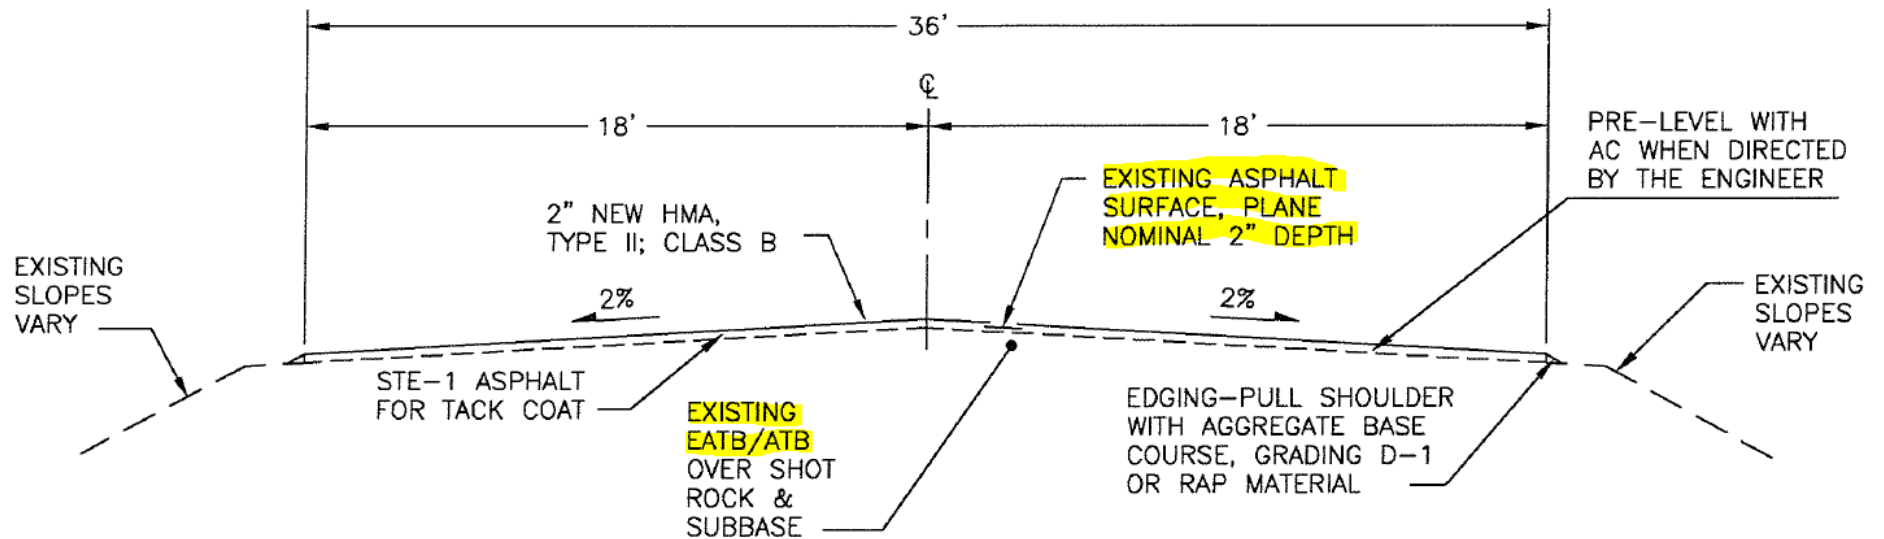 36'
℄
18'
18'
PRE-LEVEL WITH
AC WHEN DIRECTED
BY THE ENGINEER
EXISTING ASPHALT
SURFACE, PLANE
NOMINAL 2" DEPTH
2" NEW HMA,
TYPE II; CLASS B
EXISTING
SLOPES
VARY
2%
2%
EXISTING
SLOPES
VARY
STE-1 ASPHALT
FOR TACK COAT
EXISTING
EATB/ATB
OVER SHOT
ROCK &
SUBBASE
EDGING-PULL SHOULDER
WITH AGGREGATE BASE
COURSE, GRADING D-1
OR RAP MATERIAL